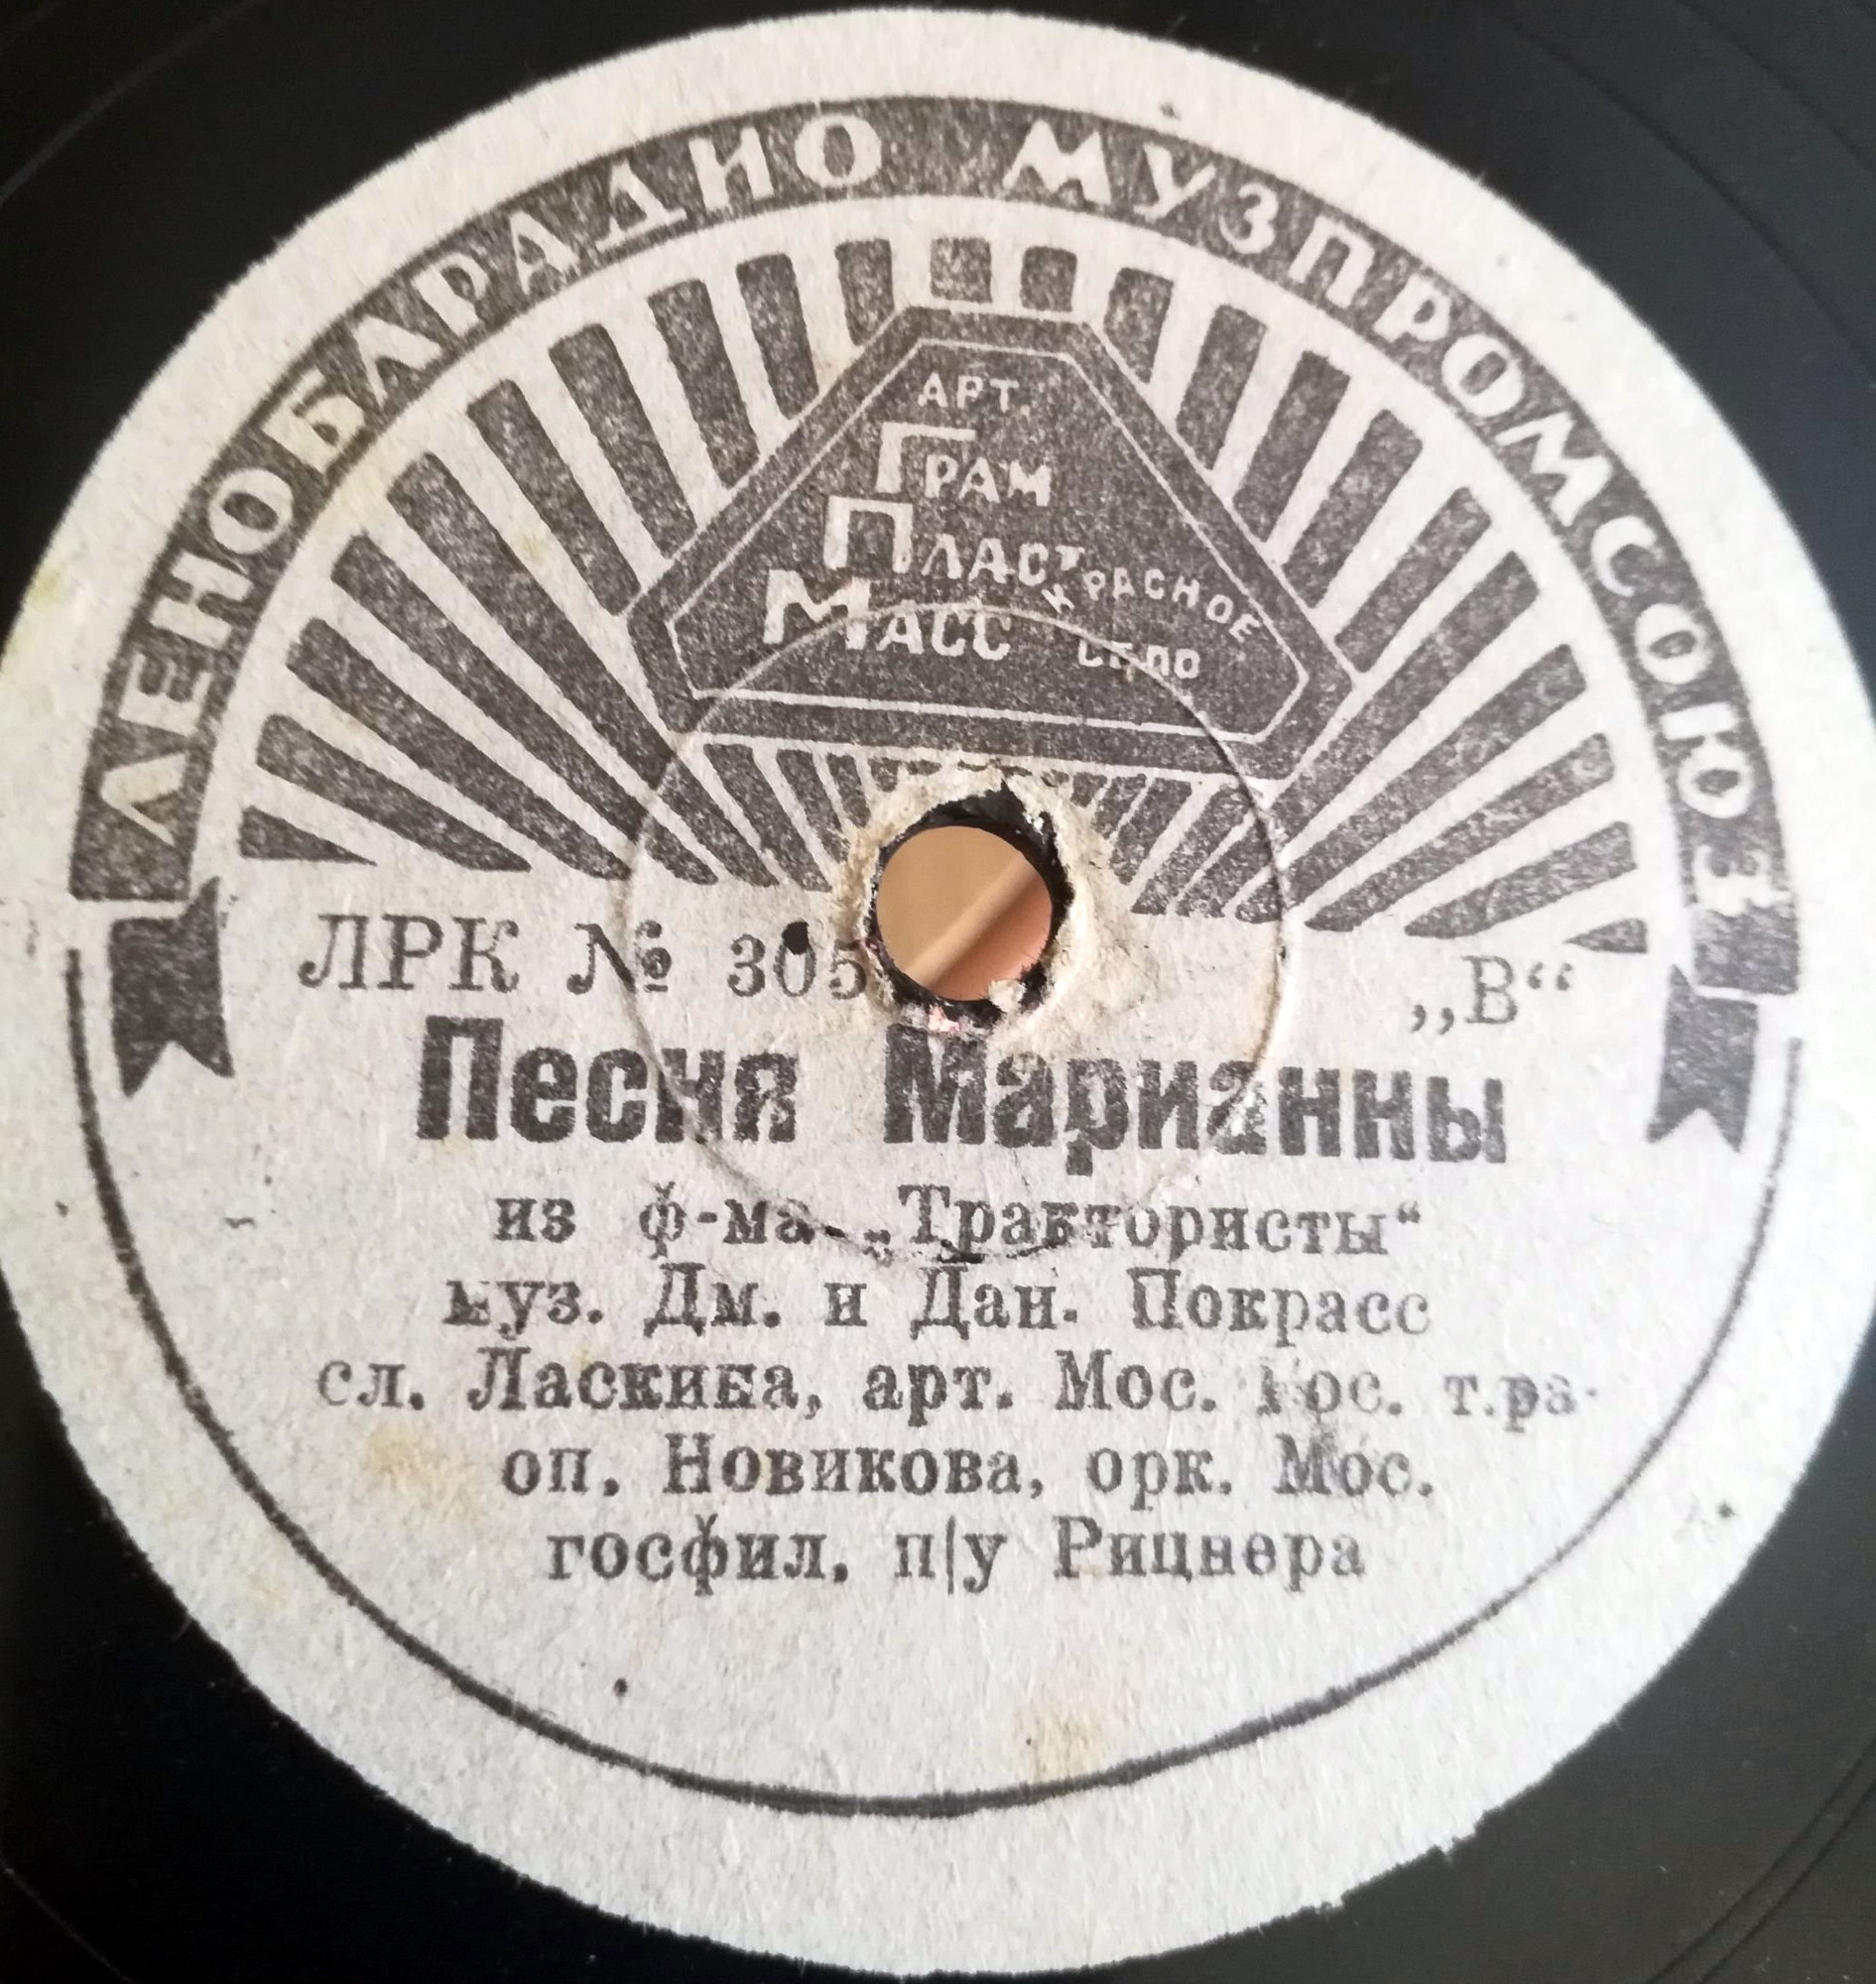 ЛЕНОБЛРАДИО МУЗПРОМСОЮЗ
АРТ.
ГРАМ
ПЛАСТ
МАСС
КРАСНОЕ
СЕЛО
ЛРК № 305 „В“
Песня Марианны
из ф-ма „Трактористы“
муз. Дм. и Дан. Покрасс
сл. Ласкина, арт. Мос. Гос. т.ра-
оп. Новикова, орк. Мос.
госфил. п/у Рицнера